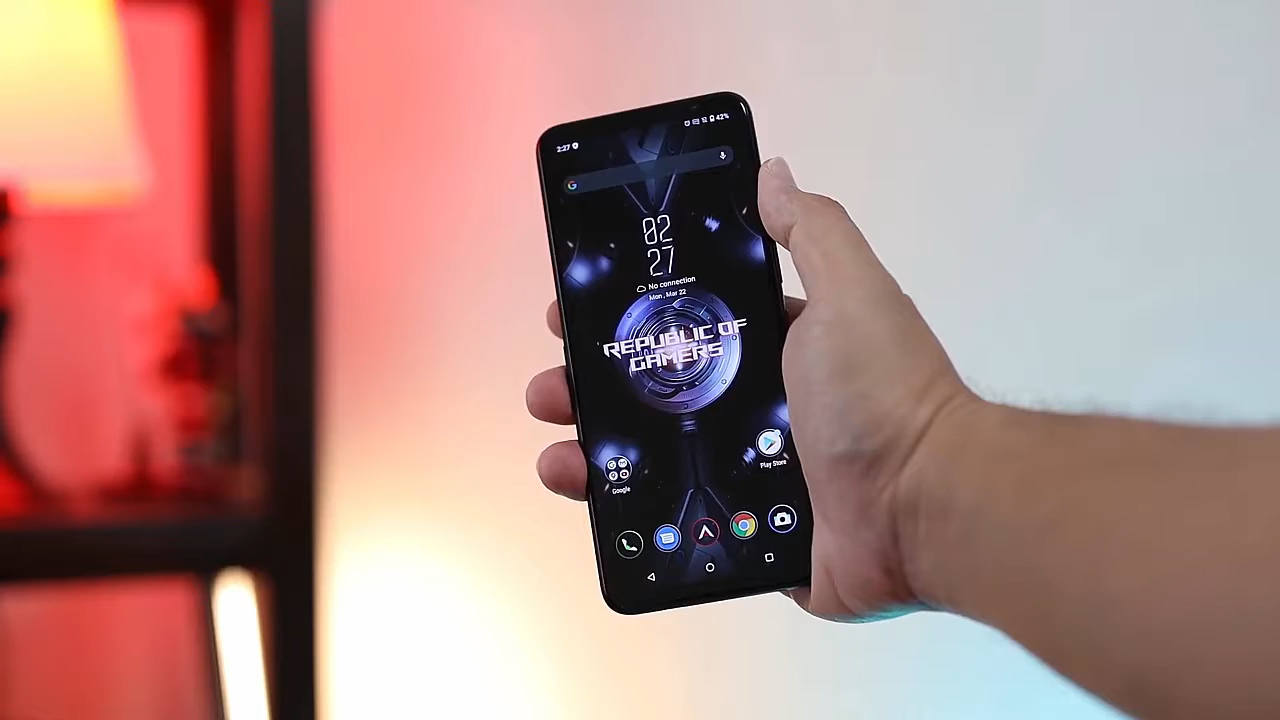 2:27
42%
G
02
27
No connection
Mon, Mar 22
REPUBLIC OF
GAMERS
Play Store
Google